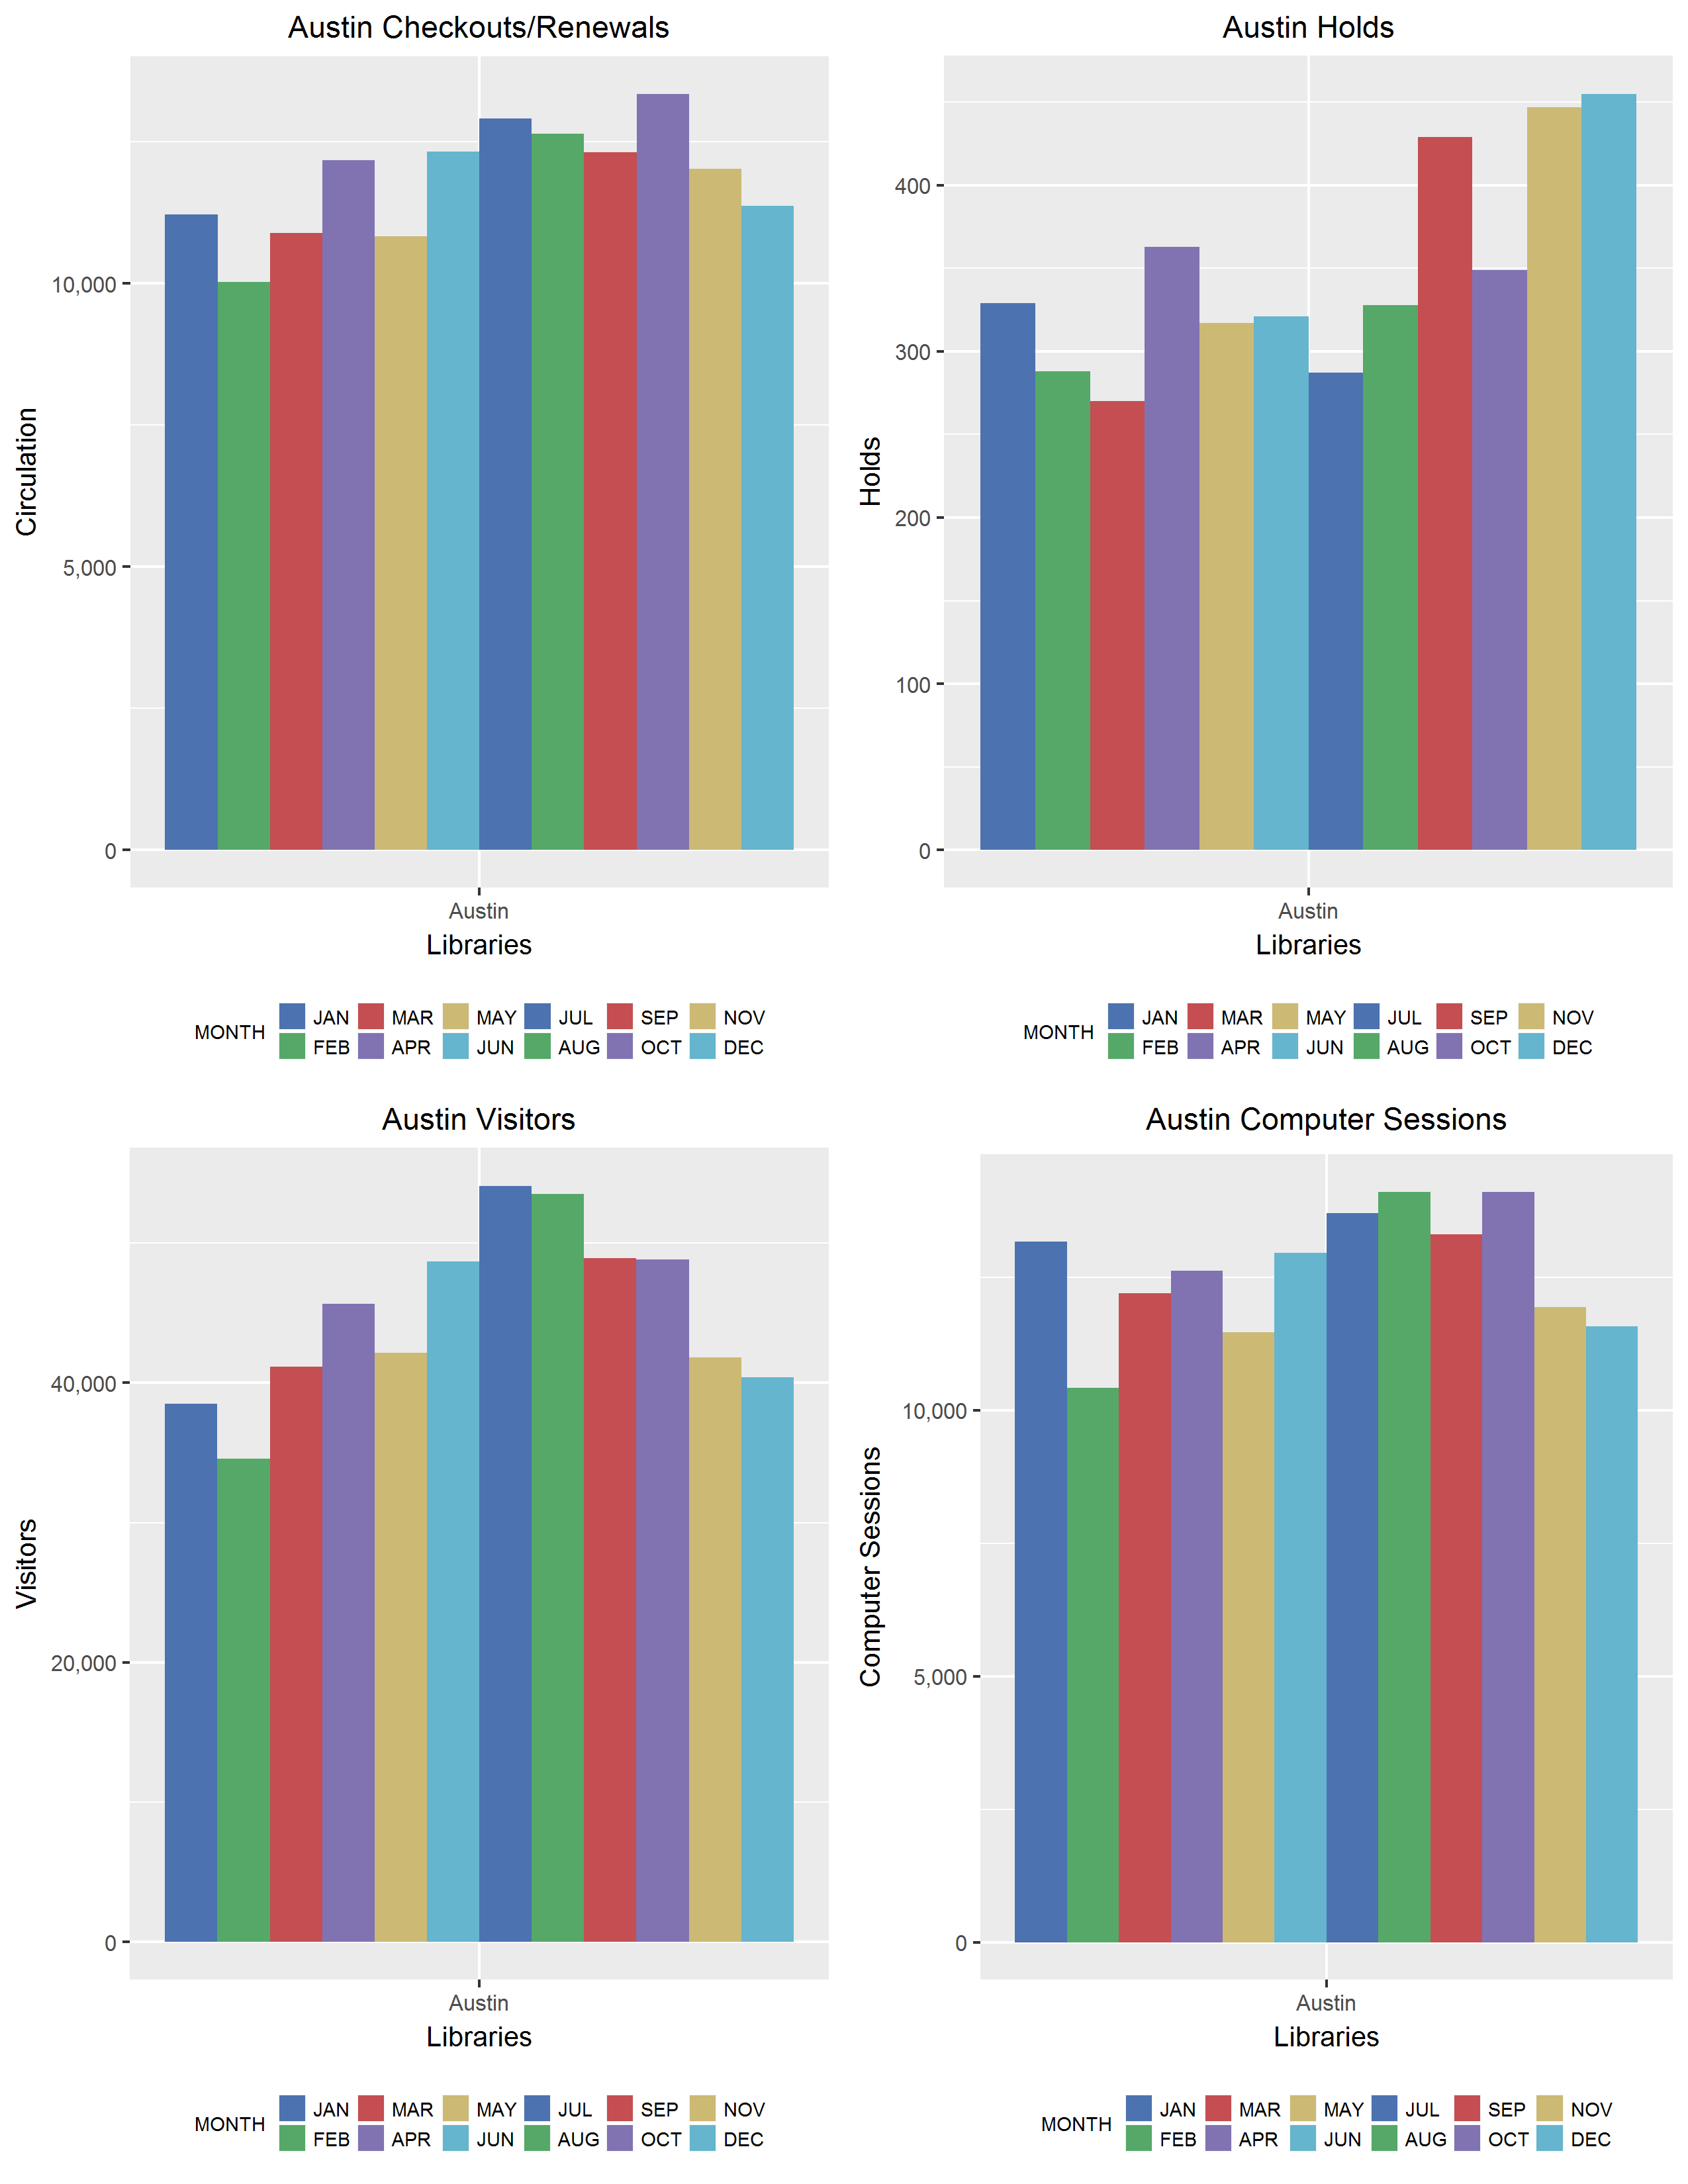 Austin Checkouts/Renewals
Circulation
10,000
5,000
0
Austin
Libraries
MONTH
JAN MAR MAY JUL SEP NOV
FEB APR JUN AUG OCT DEC
Austin Holds
Holds
400
300
200
100
0
Austin
Libraries
MONTH
JAN MAR MAY JUL SEP NOV
FEB APR JUN AUG OCT DEC
Austin Visitors
Visitors
40,000
20,000
0
Austin
Libraries
MONTH
JAN MAR MAY JUL SEP NOV
FEB APR JUN AUG OCT DEC
Austin Computer Sessions
Computer Sessions
10,000
5,000
0
Austin
Libraries
MONTH
JAN MAR MAY JUL SEP NOV
FEB APR JUN AUG OCT DEC